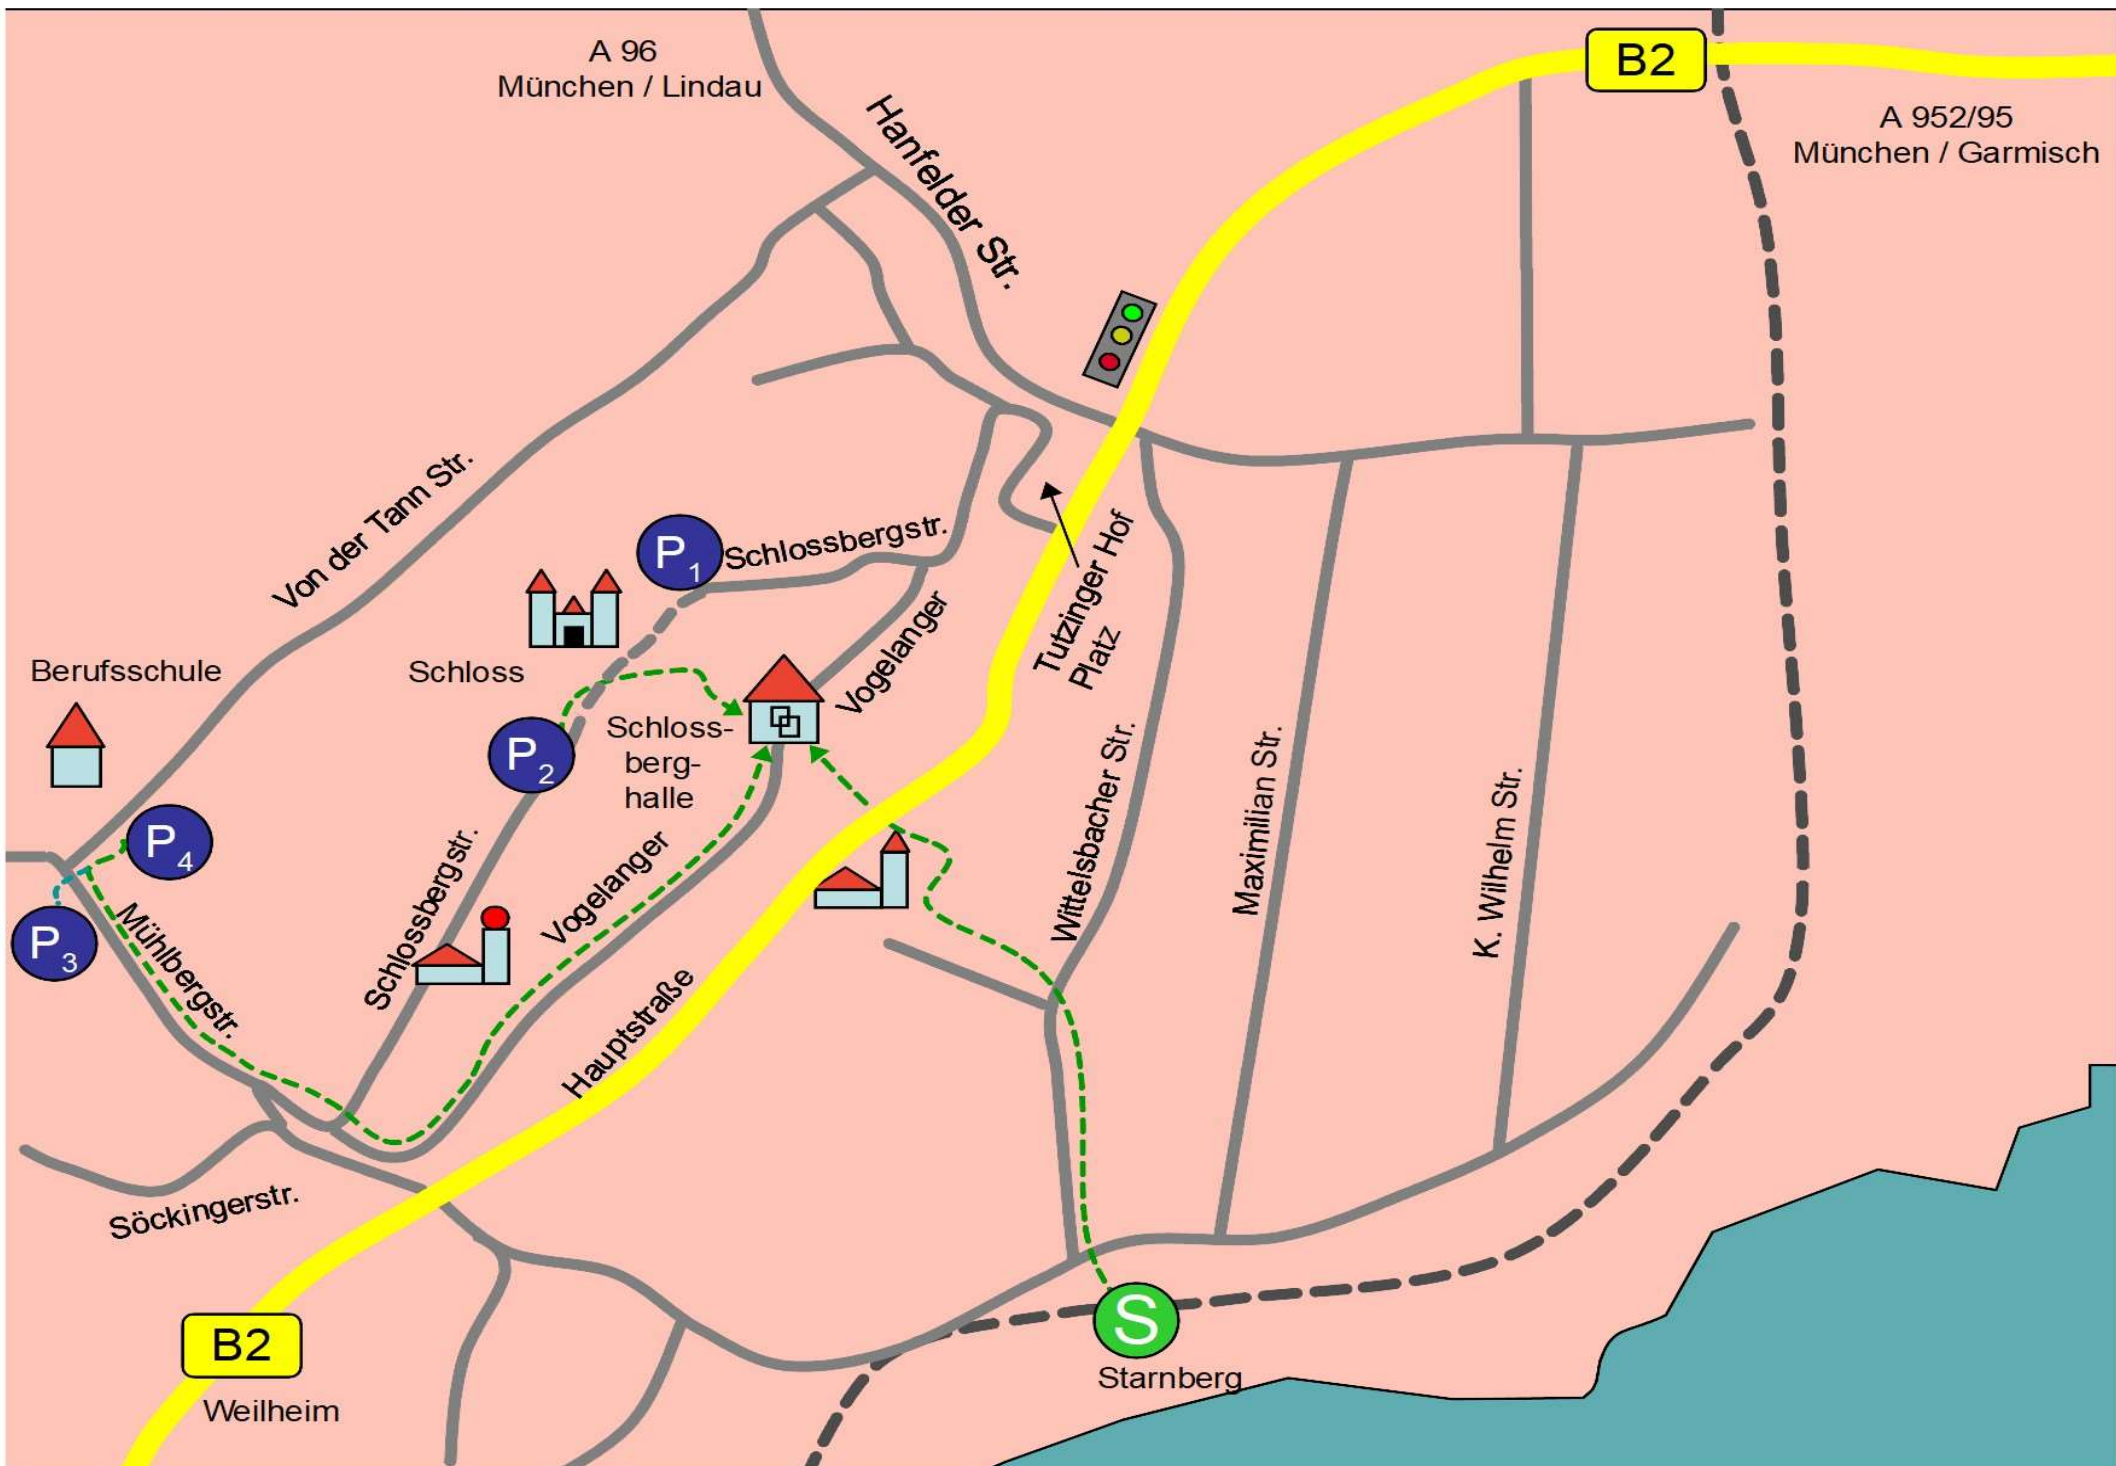 A 96
München / Lindau
Hanfelder Str.
B2
A 952/95
München / Garmisch
Von der Tann Str.
P1
Schlossbergstr.
Tutzinger Hof
Platz
Berufsschule
Schloss
Vogelanger
P2
Schloss-
berg-
halle
P4
P3
Mühlbergstr.
Schlossbergstr.
Vogelanger
Wittelsbacher Str.
Maximilian Str.
K. Wilhelm Str.
Hauptstraße
Söckingerstr.
B2
Weilheim
S
Starnberg